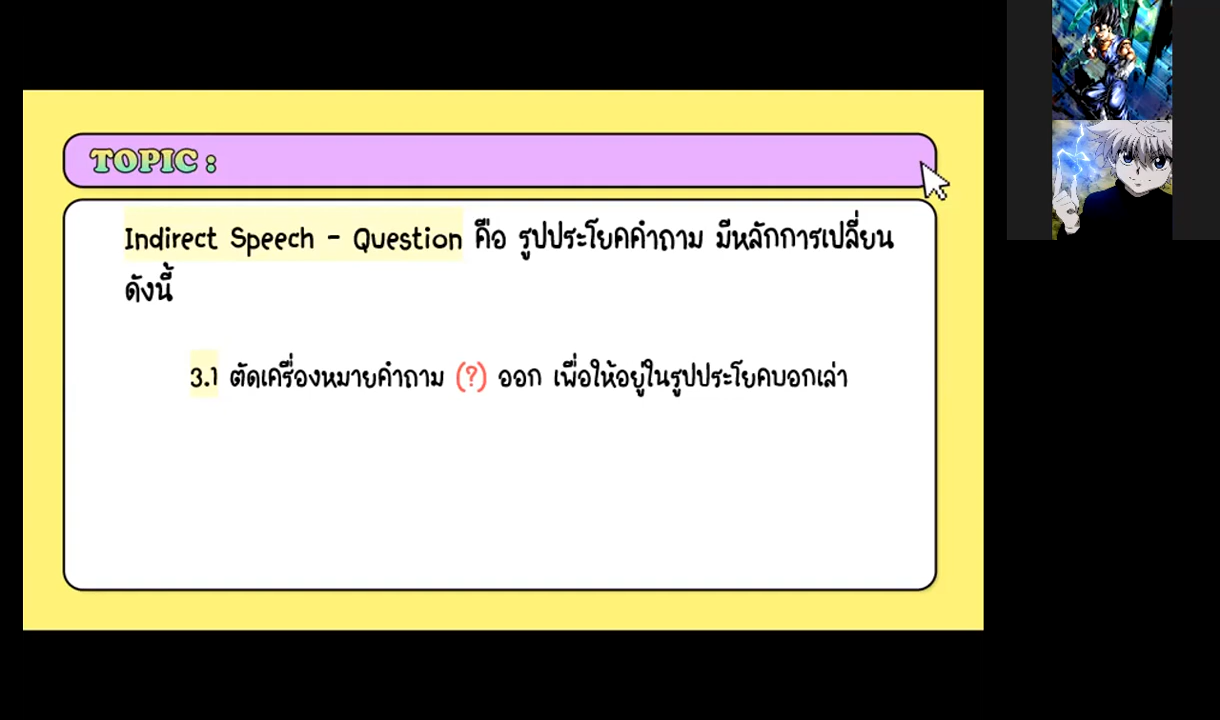 TOPIC :
Indirect Speech - Question คือ รูปประโยคคำถาม มีหลักการเปลี่ยน
ดังนี้
3.1 ตัดเครื่องหมายคำถาม (?) ออก เพื่อให้อยู่ในรูปประโยคบอกเล่า